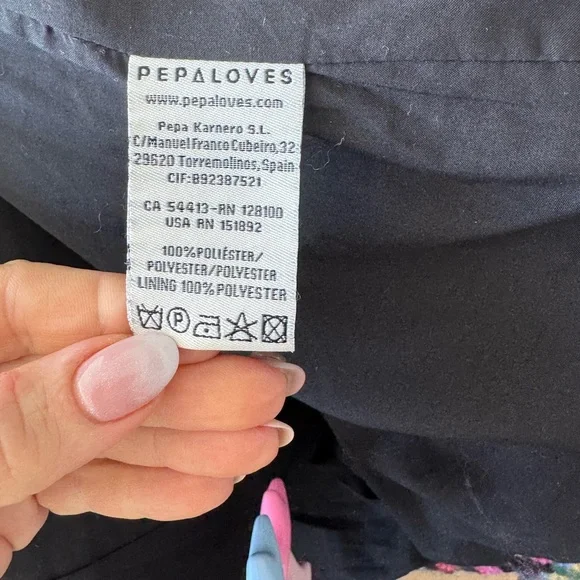 PEPALOVES
www.pepaloves.com
Pepa Karnero S.L.
C/Manuel Franco Cubeiro, 32
29620 Torremolinos, Spain
CIF:B92387521
CA 54413-RN 128100
USA RN 151892
100%POLIÉSTER/
POLYESTER/POLYESTER
LINING 100% POLYESTER
P